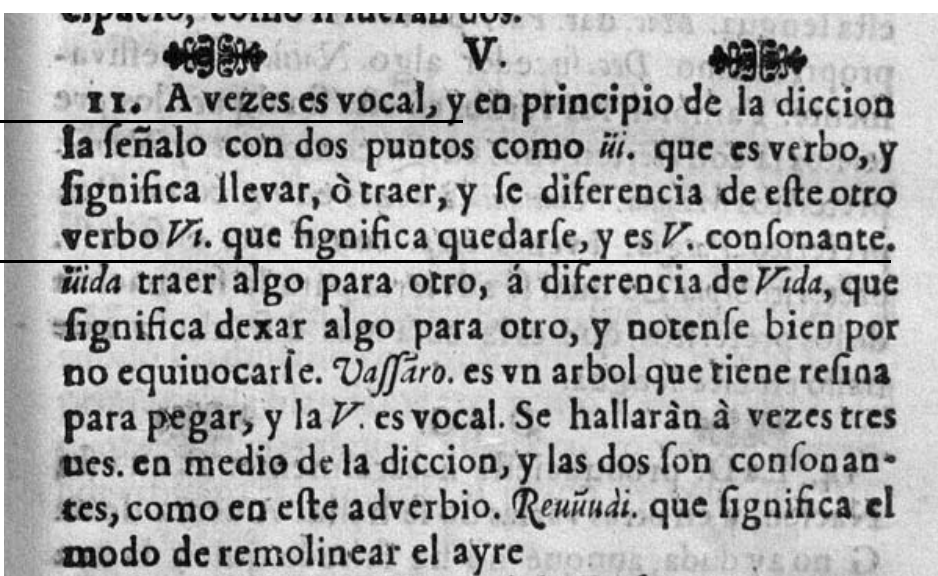 V
11. A vezes es vocal, y en principio de la diccion
la ſeñalo con dos puntos como üi. que es verbo, y
ſignifica llevar, ò traer, y ſe diferencia de eſte otro
verbo Vi. que ſignifica quedarſe, y es V. conſonante.
üida traer algo para otro, á diferencia de Vida, que
ſignifica dexar algo para otro, y notenſe bien por
no equiuocarſe. Vaſſãro. es vn arbol que tiene reſina
para pegar, y la V. es vocal. Se hallaràn à vezes tres
ues. en medio de la diccion, y las dos ſon conſonan-
tes, como en eſte adverbio. Reuüudi. que ſignifica el
modo de remolinear el ayre